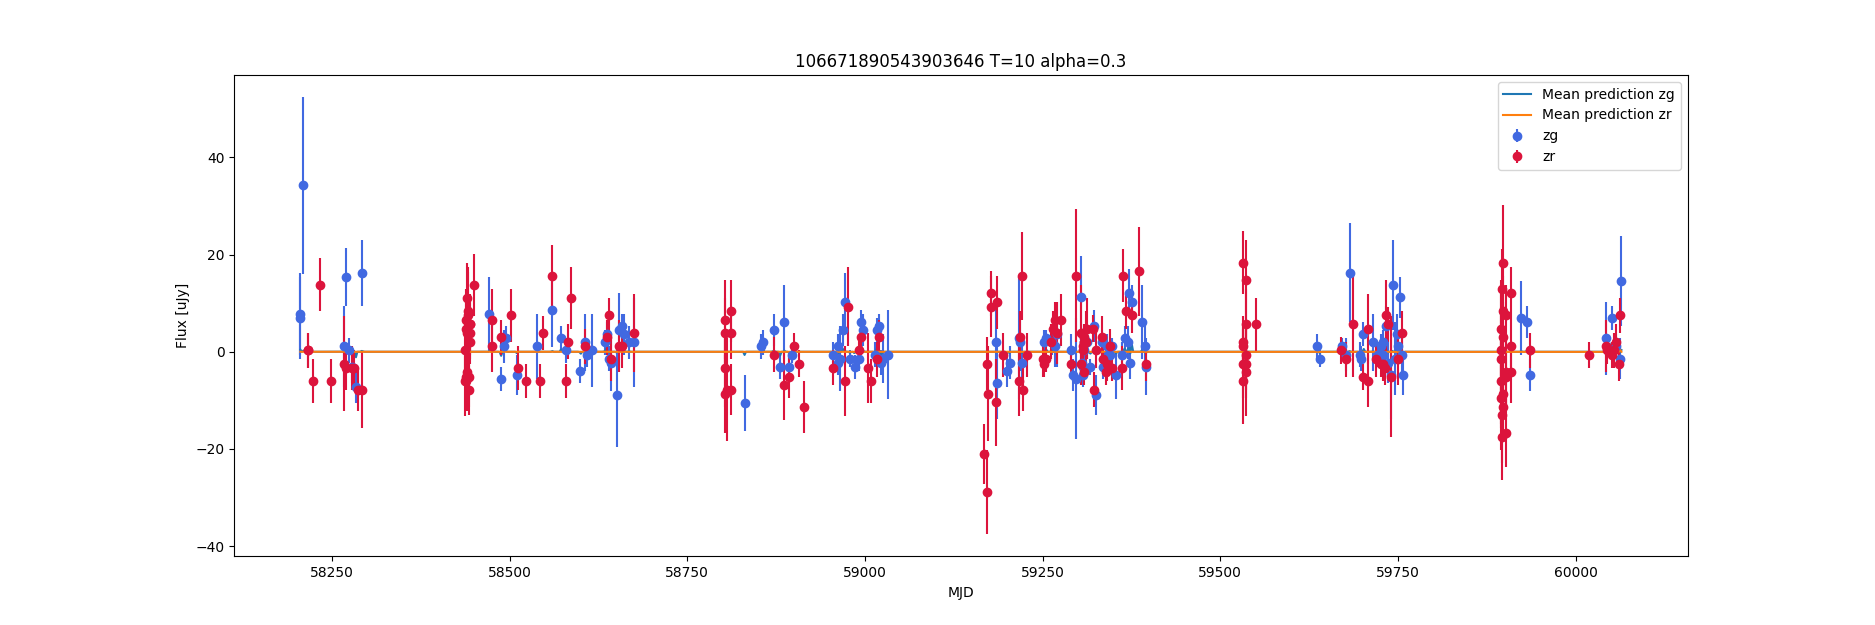 106671890543903646 T=10 alpha=0.3
Mean prediction zg
Mean prediction zr
zg
zr
Flux [uJy]
40
20
0
−20
−40
58250 58500 58750 59000 59250 59500 59750 60000
MJD